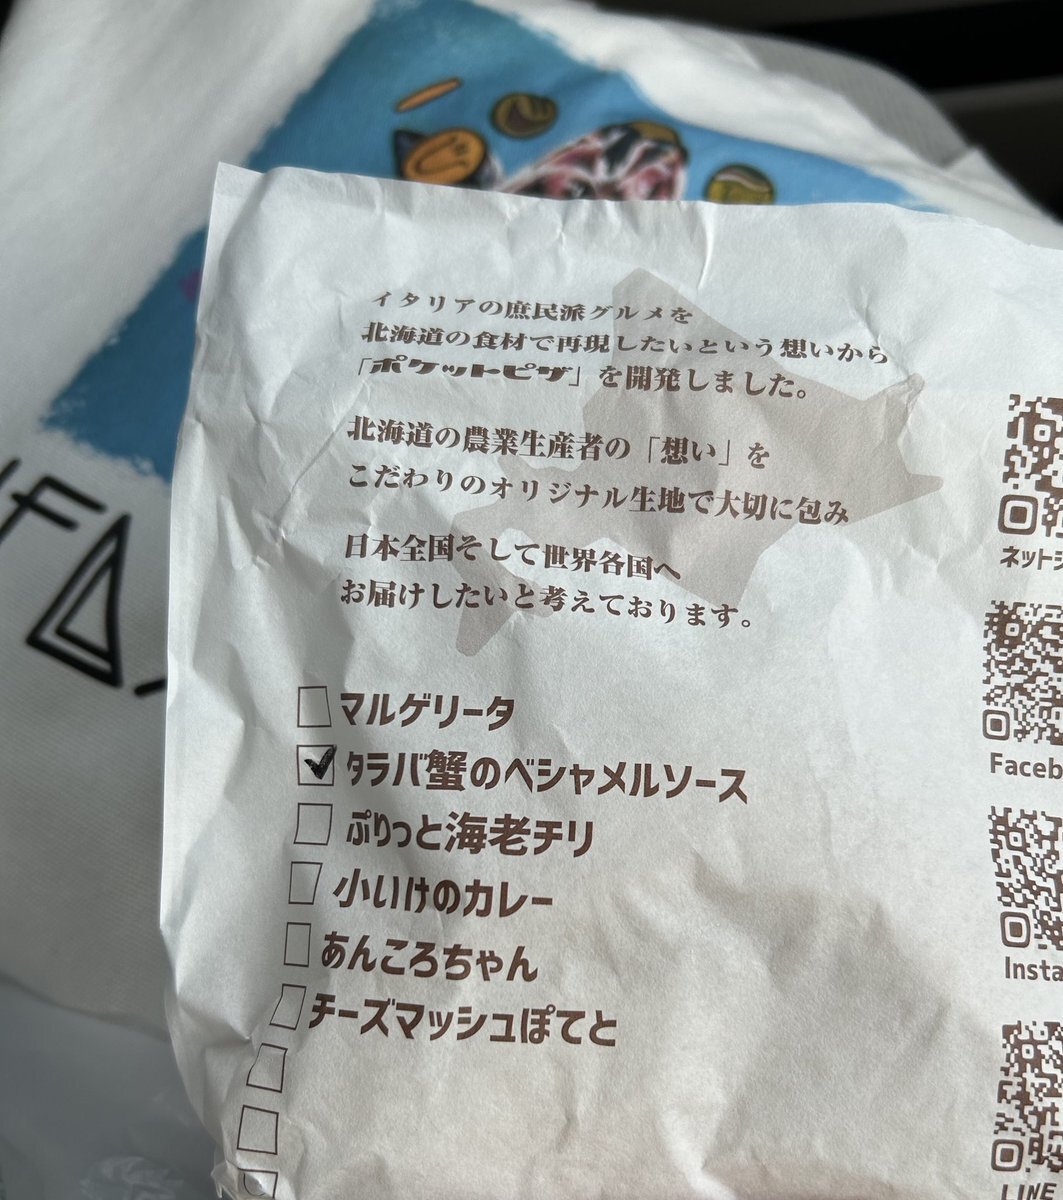 イタリアの庶民派グルメを
北海道の食材で再現したいという想いから
「ポケットピザ」を開発しました。
北海道の農業生産者の「想い」を
こだわりのオリジナル生地で大切に包み
日本全国そして世界各国へ
お届けしたいと考えております。
マルゲリータ
タラバ蟹のベシャメルソース
ぷりっと海老チリ
小いけのカレー
あんころちゃん
チーズマッシュぽてと
ネット
Faceb
Insta
LINE